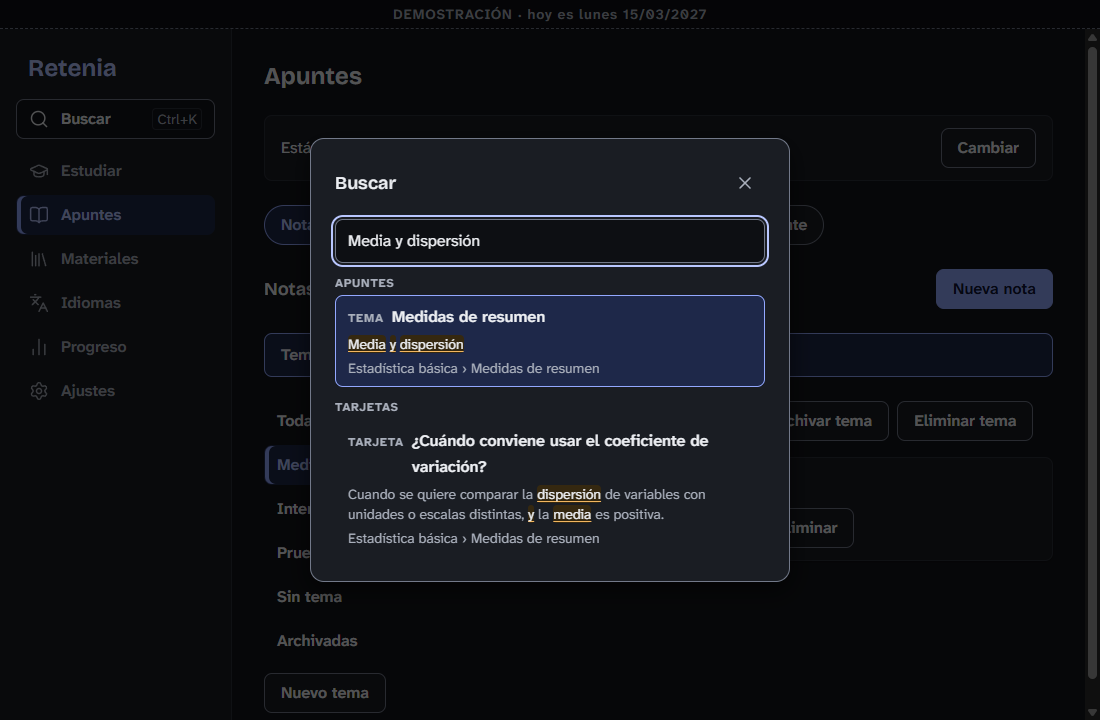 DEMOSTRACIÓN · hoy es lunes 15/03/2027
Retenia
Buscar Ctrl+K
Estudiar
Apuntes
Materiales
Idiomas
Progreso
Ajustes
Apuntes
Cambiar
Notas
Nueva nota
Archivar tema
Eliminar tema
Sin tema
Archivadas
Nuevo tema
Buscar
Media y dispersión
APUNTES
TEMA Medidas de resumen
Media y dispersión
Estadística básica › Medidas de resumen
TARJETAS
TARJETA ¿Cuándo conviene usar el coeficiente de
variación?
Cuando se quiere comparar la dispersión de variables con
unidades o escalas distintas, y la media es positiva.
Estadística básica › Medidas de resumen